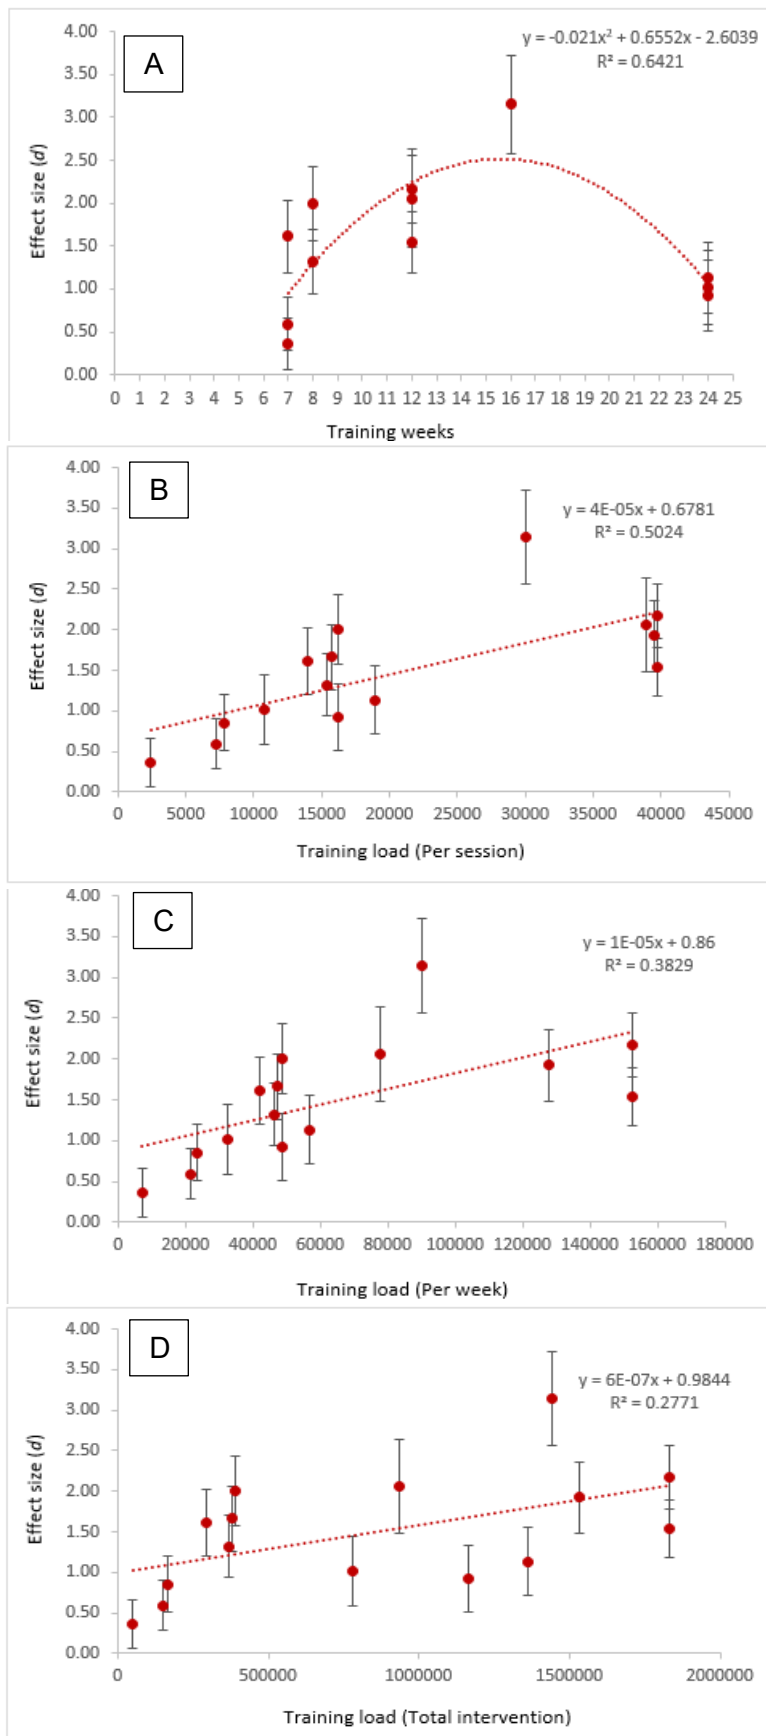 A
y = -0.021x² + 0.6552x - 2.6039
R² = 0.6421
4.00
3.50
3.00
2.50
2.00
1.50
1.00
0.50
0.00
Effect size (d)
0 1 2 3 4 5 6 7 8 9 10 11 12 13 14 15 16 17 18 19 20 21 22 23 24 25
Training weeks
B
y = 4E-05x + 0.6781
R² = 0.5024
4.00
3.50
3.00
2.50
2.00
1.50
1.00
0.50
0.00
Effect size (d)
0 5000 10000 15000 20000 25000 30000 35000 40000 45000
Training load (Per session)
C
y = 1E-05x + 0.86
R² = 0.3829
4.00
3.50
3.00
2.50
2.00
1.50
1.00
0.50
0.00
Effect size (d)
0 20000 40000 60000 80000 100000 120000 140000 160000 180000
Training load (Per week)
D
y = 6E-07x + 0.9844
R² = 0.2771
4.00
3.50
3.00
2.50
2.00
1.50
1.00
0.50
0.00
Effect size (d)
0 500000 1000000 1500000 2000000
Training load (Total intervention)